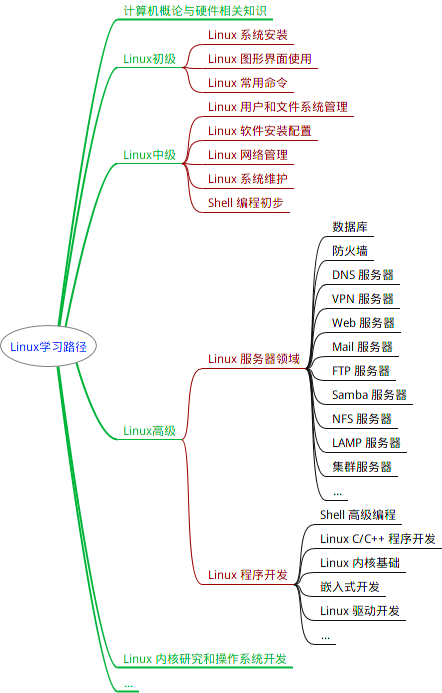 计算机概论与硬件相关知识
Linux初级
Linux 系统安装
Linux 图形界面使用
Linux 常用命令
Linux中级
Linux 用户和文件系统管理
Linux 软件安装配置
Linux 网络管理
Linux 系统维护
Shell 编程初步
Linux学习路径
Linux高级
Linux 服务器领域
数据库
防火墙
DNS 服务器
VPN 服务器
Web 服务器
Mail 服务器
FTP 服务器
Samba 服务器
NFS 服务器
LAMP 服务器
集群服务器
...
Linux 程序开发
Shell 高级编程
Linux C/C++ 程序开发
Linux 内核基础
嵌入式开发
Linux 驱动开发
...
Linux 内核研究和操作系统开发
...